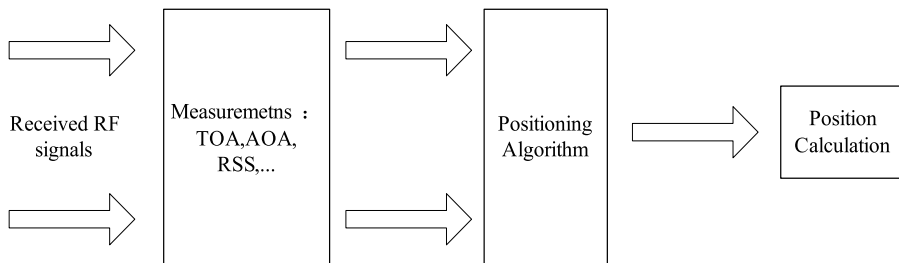 Received RF
signals
Measuremetns：
TOA,AOA,
RSS,...
Positioning
Algorithm
Position
Calculation